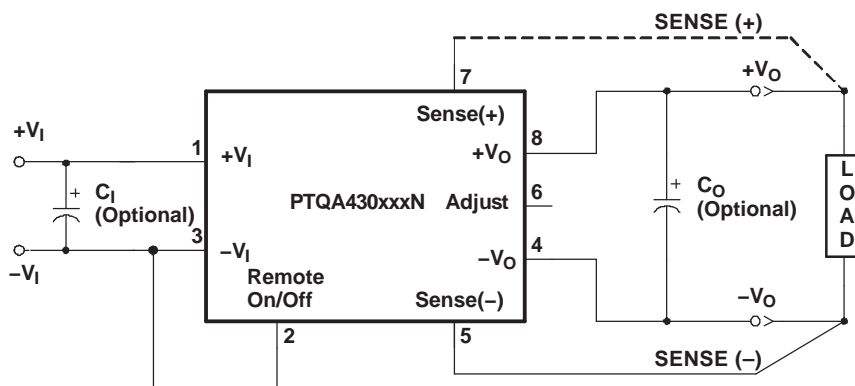 SENSE (+)
7
+VO
Sense(+)
+VI
1
8
+VI
+VO
L
O
A
D
CI
(Optional)
+
PTQA430xxxN
Adjust
6
+
CO
(Optional)
3
4
–VI
–VI
–VO
Remote
On/Off
Sense(–)
–VO
2
5
SENSE (–)